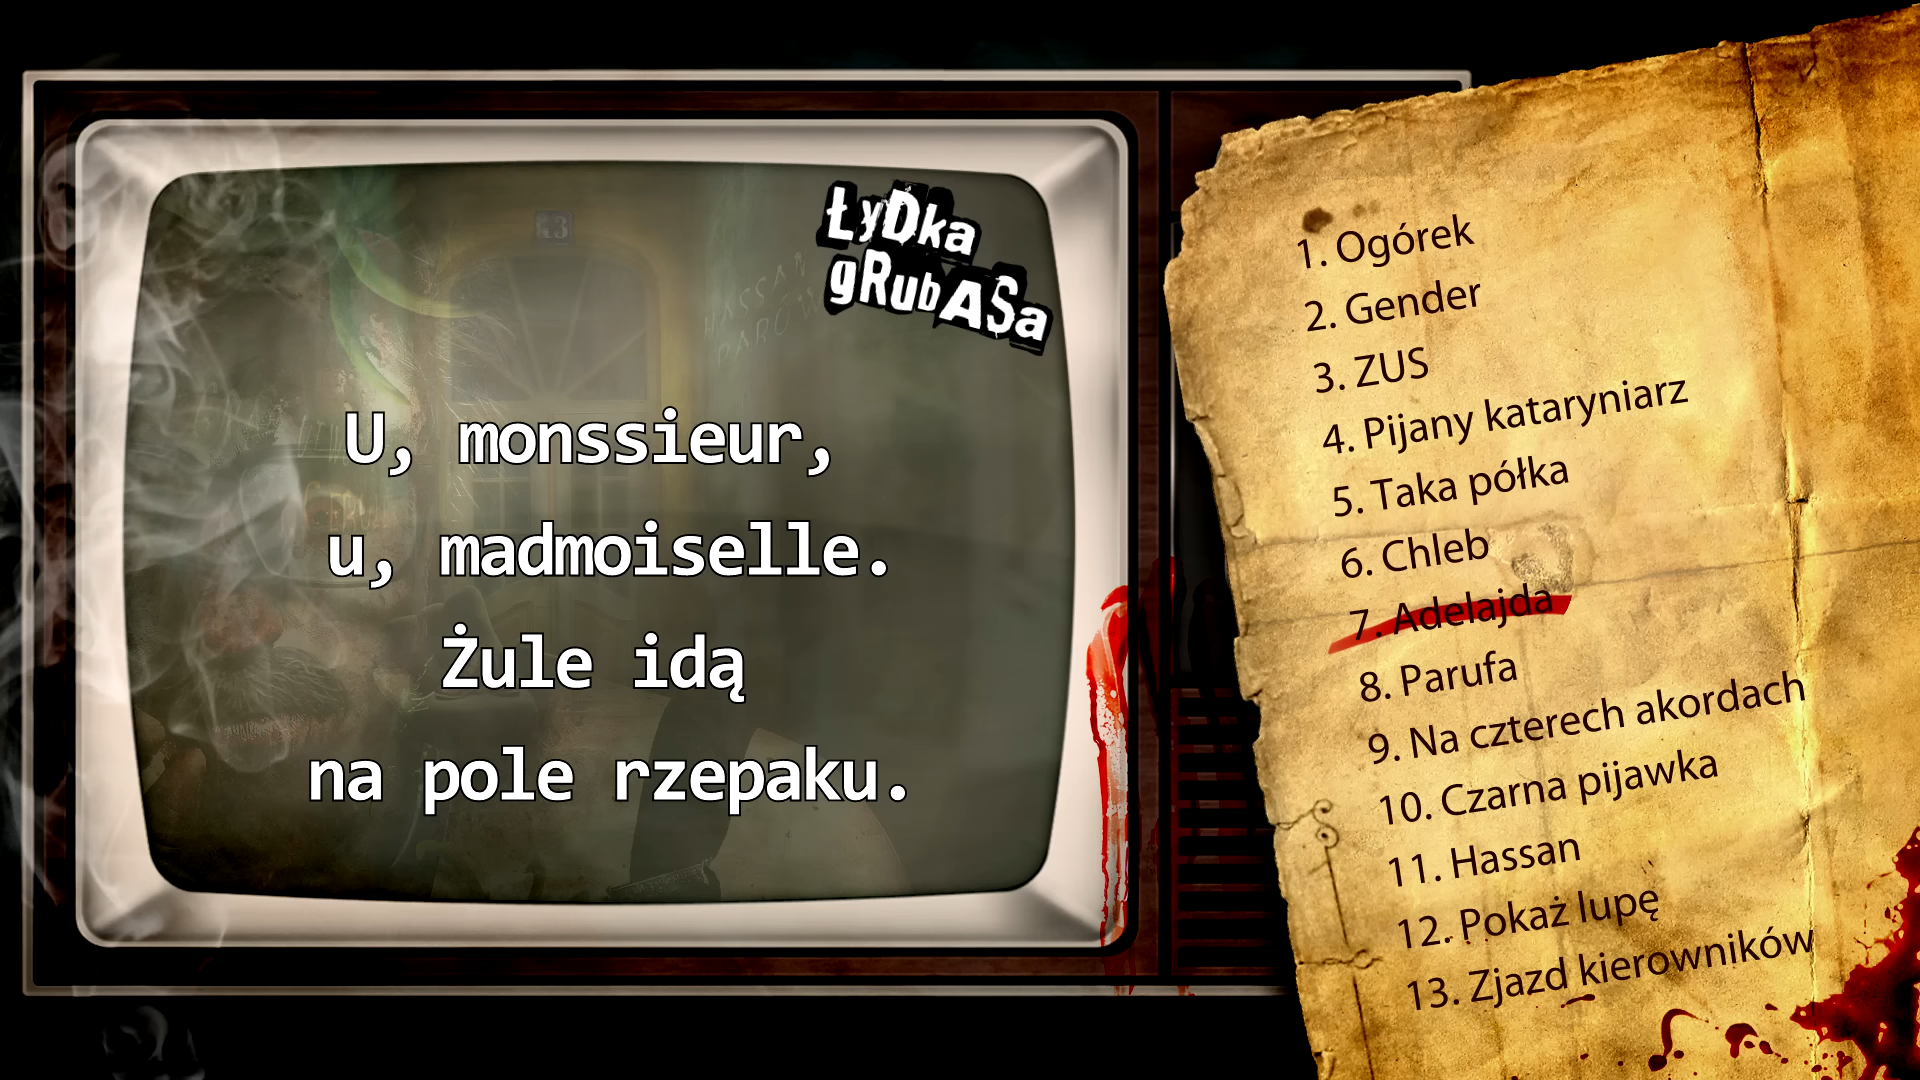 ŁyDka
gRubASa
U, monssieur,
u, madmoiselle.
Żule idą
na pole rzepaku.
13
HASSAN
1. Ogórek
2. Gender
3. ZUS
4. Pijany kataryniarz
5. Taka półka
6. Chleb
7. Adelajda
8. Parufa
9. Na czterech akordach
10. Czarna pijawka
11. Hassan
12. Pokaż lupę
13. Zjazd kierowników